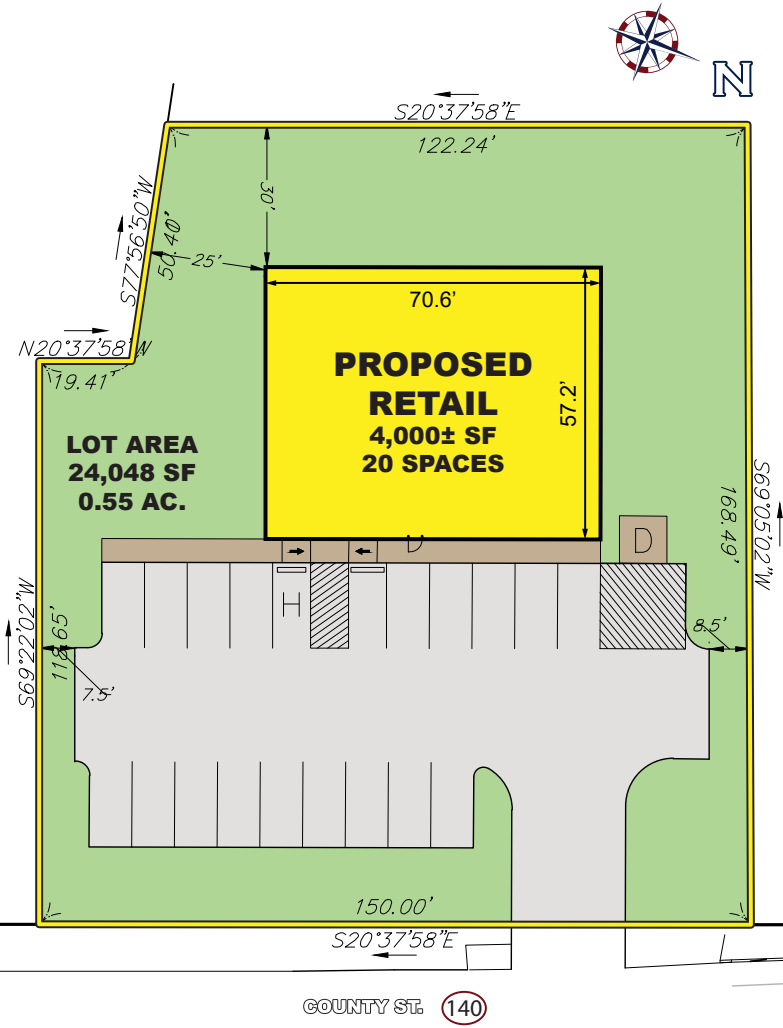 N
S20°37'58"E
122.24'
S77°56'50"W
50.40'
30'
25'
70.6'
57.2'
N20°37'58"W
19.41'
PROPOSED
RETAIL
4,000± SF
20 SPACES
LOT AREA
24,048 SF
0.55 AC.
S69°05'02"W
168.49'
D
D
H
8.5'
S69°22'02"W
118.65'
7.5'
150.00'
S20°37'58"E
COUNTY ST.
140